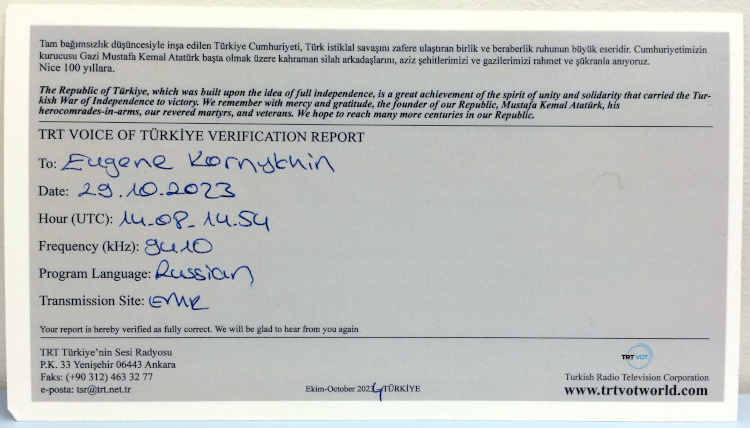 Tam bağımsızlık düşüncesiyle inşa edilen Türkiye Cumhuriyeti, Türk istiklal savaşını zafere ulaştıran birlik ve beraberlik ruhunun büyük eseridir. Cumhuriyetimizin
kurucusu Gazi Mustafa Kemal Atatürk başta olmak üzere kahraman silah arkadaşlarını, aziz şehitlerimizi ve gazilerimizi rahmet ve şükranla anıyoruz.
Nice 100 yıllara.
The Republic of Türkiye, which was built upon the idea of full independence, is a great achievement of the spirit of unity and solidarity that carried the Tur-
kish War of Independence to victory. We remember with mercy and gratitude, the founder of our Republic, Mustafa Kemal Atatürk, his
herocomrades-in-arms, our revered martyrs, and veterans. We hope to reach many more centuries in our Republic.
TRT VOICE OF TÜRKİYE VERIFICATION REPORT
To: Eugene Kornykhin
Date: 29.10.2023
Hour (UTC): 14.08_14.54
Frequency (kHz): 9410
Program Language: Russian
Transmission Site: EMR
Your report is hereby verified as fully correct. We will be glad to hear from you again
TRT Türkiye'nin Sesi Radyosu
P.K. 33 Yenişehir 06443 Ankara
Faks: (+90 312) 463 32 77
e-posta: tsr@trt.net.tr
Ekim-October 2023 TÜRKİYE
TRT VOT
Turkish Radio Television Corporation
www.trtvotworld.com